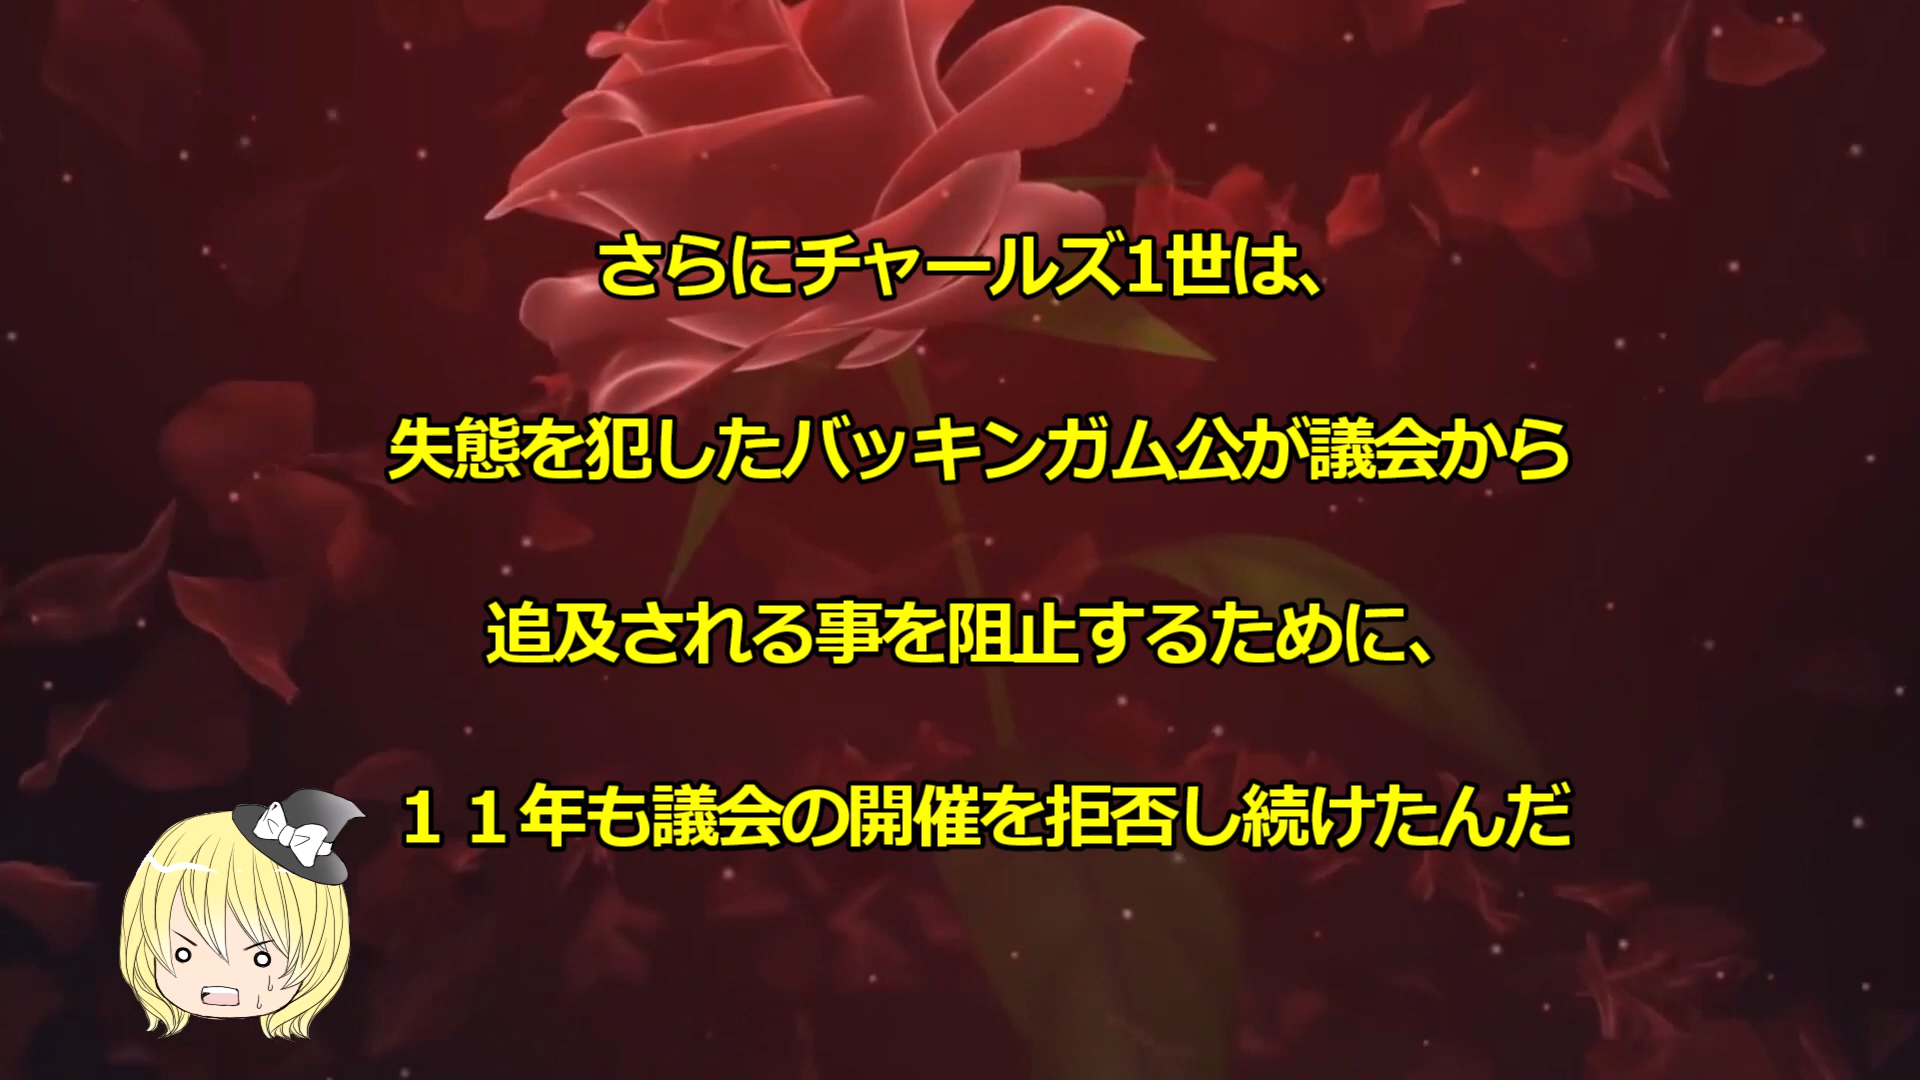 さらにチャールズ1世は、
失態を犯したバッキンガム公が議会から
追及される事を阻止するために、
１１年も議会の開催を拒否し続けたんだ